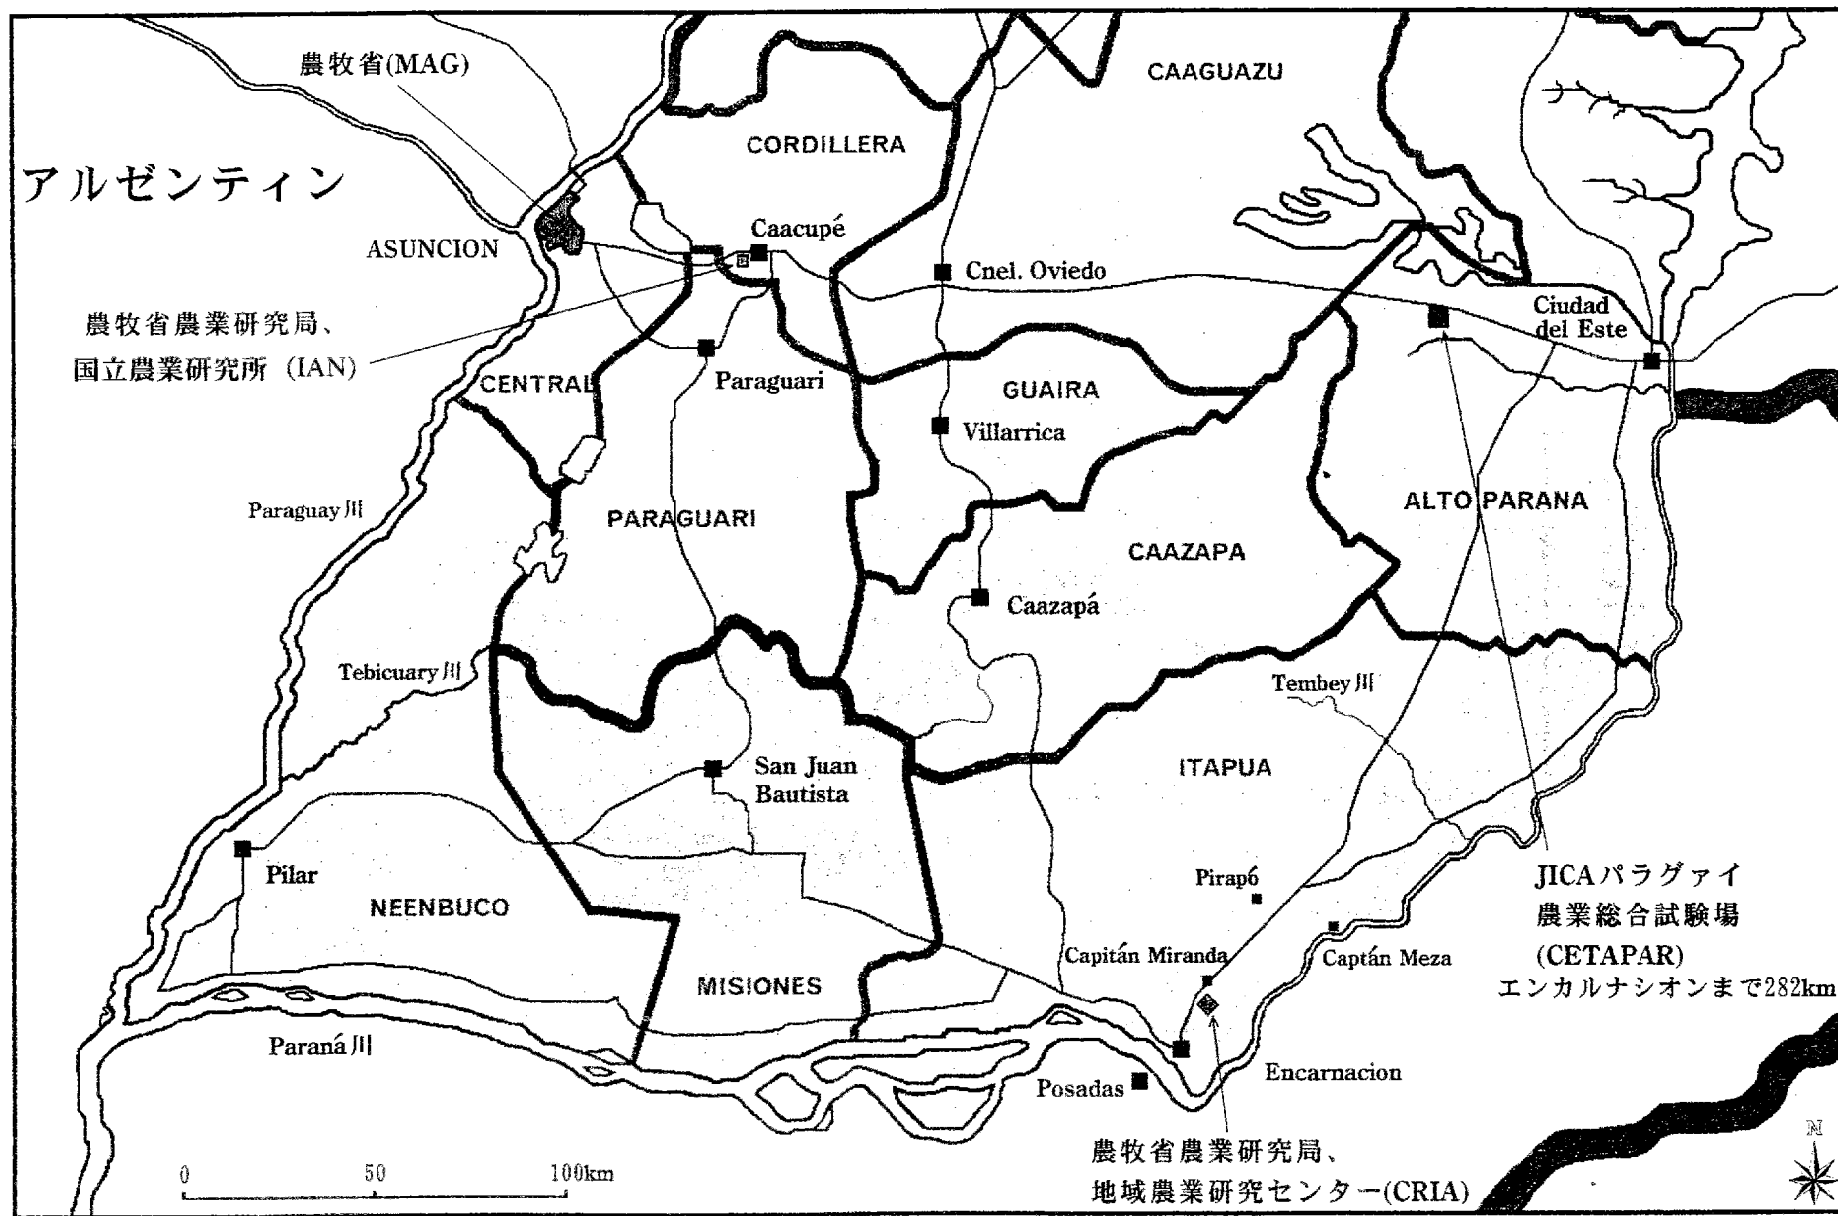 農牧省(MAG)
CAAGUAZU
CORDILLERA
アルゼンティン
ASUNCION
Caacupé
Cnel. Oviedo
農牧省農業研究局、
国立農業研究所 (IAN)
Ciudad
del Este
CENTRAL
Paraguari
GUAIRA
Villarrica
Paraguay川
PARAGUARI
ALTO PARANA
CAAZAPA
Caazapá
Tebicuary川
Tembey川
San Juan
Bautista
ITAPUA
Pilar
NEENBUCO
Pirapó
JICAパラグァイ
農業総合試験場
(CETAPAR)
エンカルナシオンまで282km
Capitán Miranda
Captán Meza
MISIONES
Paraná川
Posadas
Encarnacion
農牧省農業研究局、
地域農業研究センター(CRIA)
0 50 100km
N